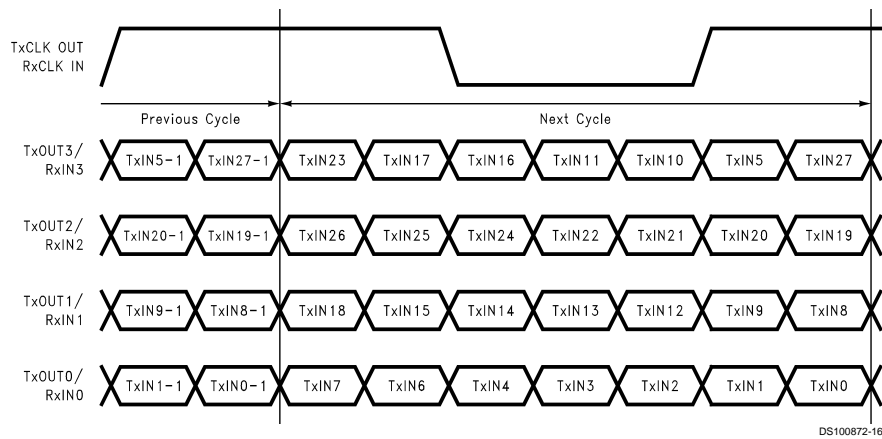 TxCLK OUT
RxCLK IN
Previous Cycle Next Cycle
TxOUT3/
RxIN3
TxIN5-1 TxIN27-1 TxIN23 TxIN17 TxIN16 TxIN11 TxIN10 TxIN5 TxIN27
TxOUT2/
RxIN2
TxIN20-1 TxIN19-1 TxIN26 TxIN25 TxIN24 TxIN22 TxIN21 TxIN20 TxIN19
TxOUT1/
RxIN1
TxIN9-1 TxIN8-1 TxIN18 TxIN15 TxIN14 TxIN13 TxIN12 TxIN9 TxIN8
TxOUT0/
RxIN0
TxIN1-1 TxIN0-1 TxIN7 TxIN6 TxIN4 TxIN3 TxIN2 TxIN1 TxIN0
DS100872-16